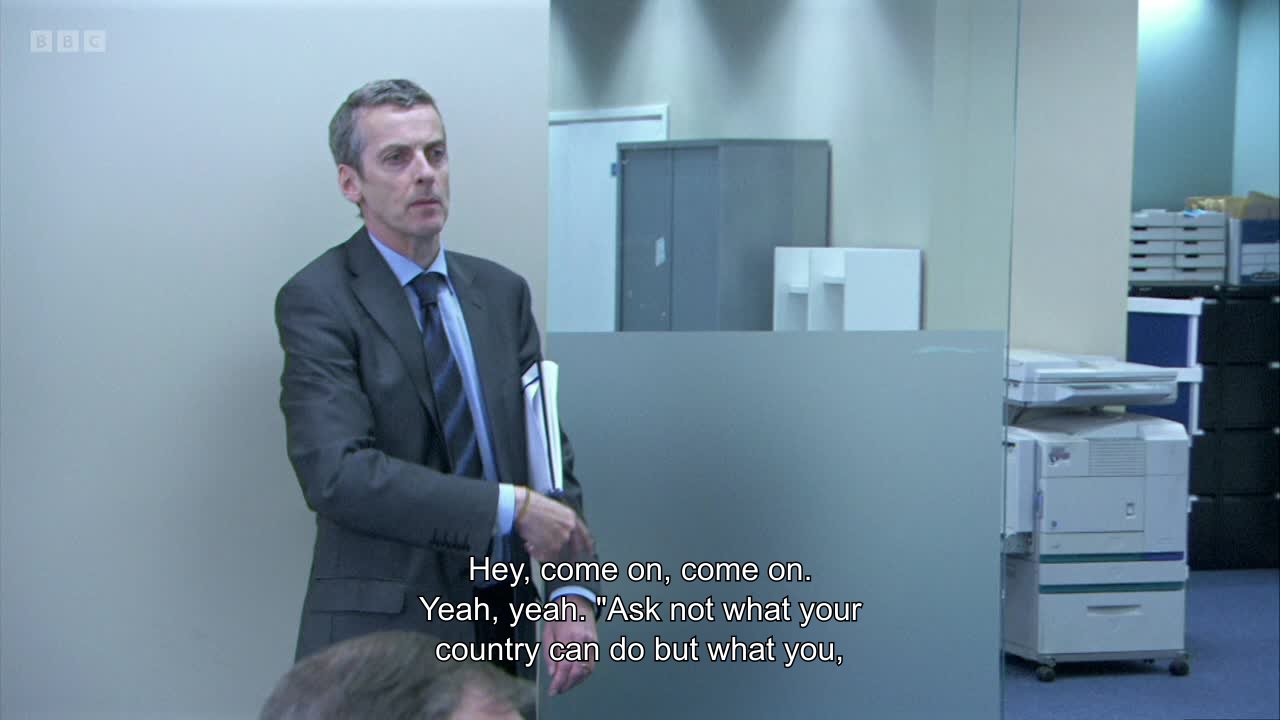 BBC
Hey, come on, come on.
Yeah, yeah. "Ask not what your
country can do but what you,